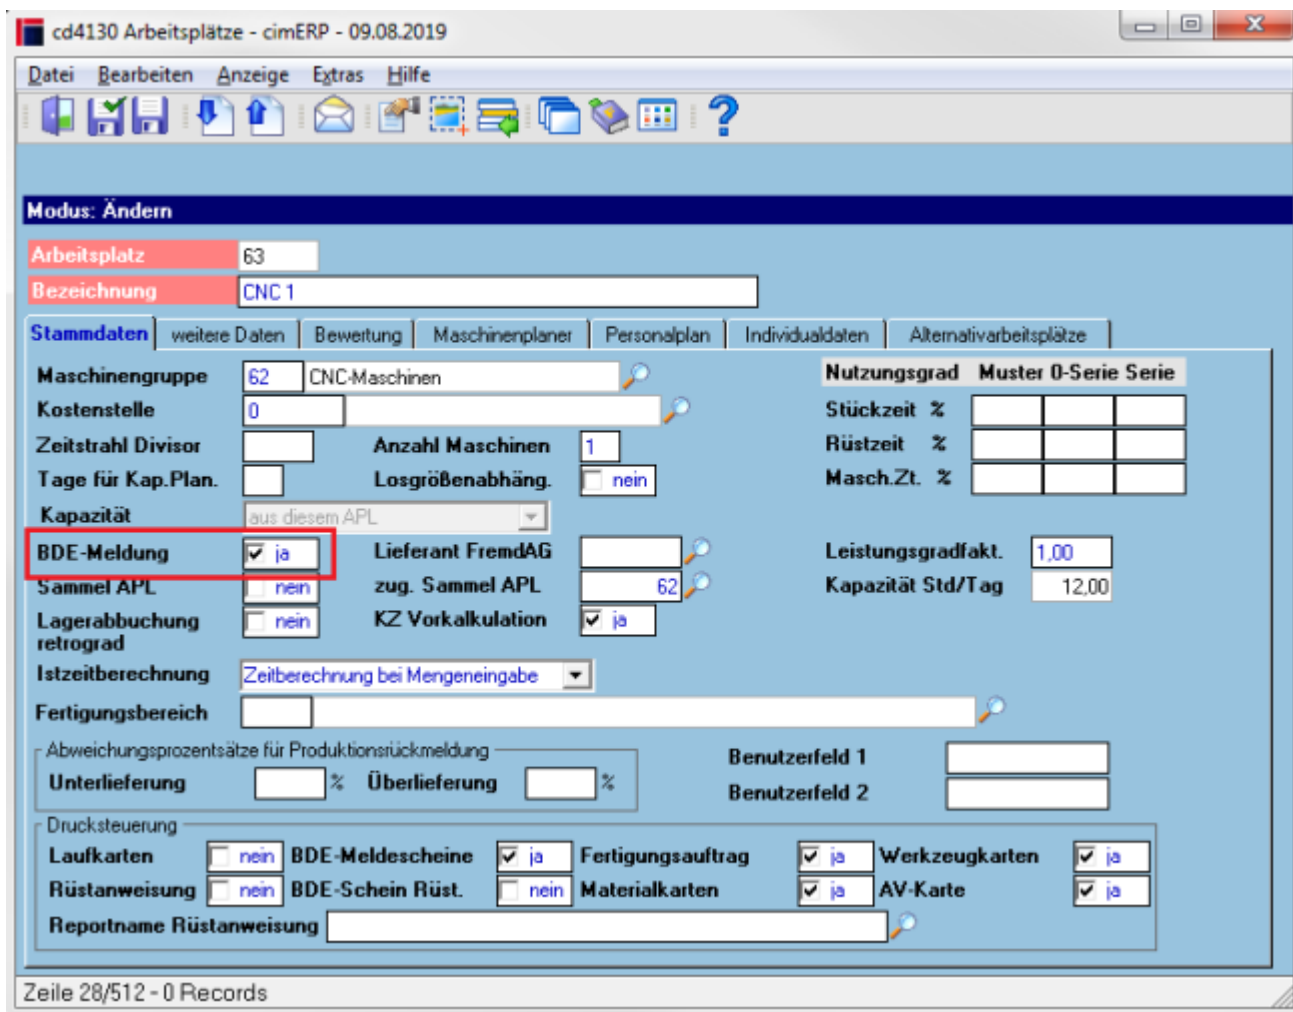 cd4130 Arbeitsplätze - cimERP - 09.08.2019
Datei Bearbeiten Anzeige Extras Hilfe
Modus: Ändern
Arbeitsplatz 63
Bezeichnung CNC 1
Stammdaten weitere Daten Bewertung Maschinenplaner Personalplan Individualdaten Alternativarbeitsplätze
Maschinengruppe 62 CNC-Maschinen Nutzungsgrad Muster 0-Serie Serie
Kostenstelle 0 Stückzeit %
Zeitstrahl Divisor Anzahl Maschinen 1 Rüstzeit %
Tage für Kap.Plan. Losgrößenabhäng. nein Masch.Zt. %
Kapazität aus diesem APL
BDE-Meldung ja Lieferant FremdAG Leistungsgradfakt. 1,00
Sammel APL nein zug. Sammel APL 62 Kapazität Std/Tag 12,00
Lagerabbuchung nein KZ Vorkalkulation ja
retrograd
Istzeitberechnung Zeitberechnung bei Mengeneingabe
Fertigungsbereich
Abweichungsprozentsätze für Produktionsrückmeldung Benutzerfeld 1
Unterlieferung % Überlieferung % Benutzerfeld 2
Drucksteuerung
Laufkarten nein BDE-Meldescheine ja Fertigungsauftrag ja Werkzeugkarten ja
Rüstanweisung nein BDE-Schein Rüst. nein Materialkarten ja AV-Karte ja
Reportname Rüstanweisung
Zeile 28/512 - 0 Records